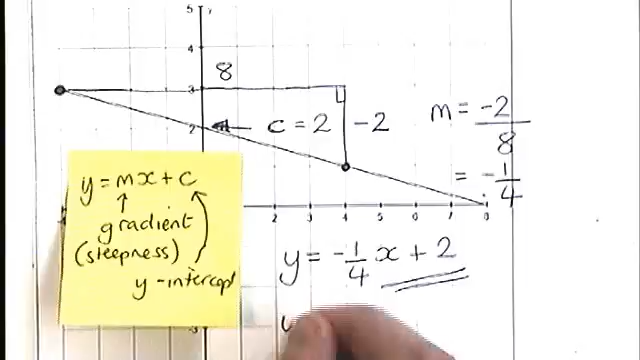 5
y
4
8
3
2
c = 2
-2
m = -2
8
= -1
4
y = mx + c
gradient
(steepness)
y-intercept
2 3 4 5 6 7 8
y = -1/4 x + 2
-3